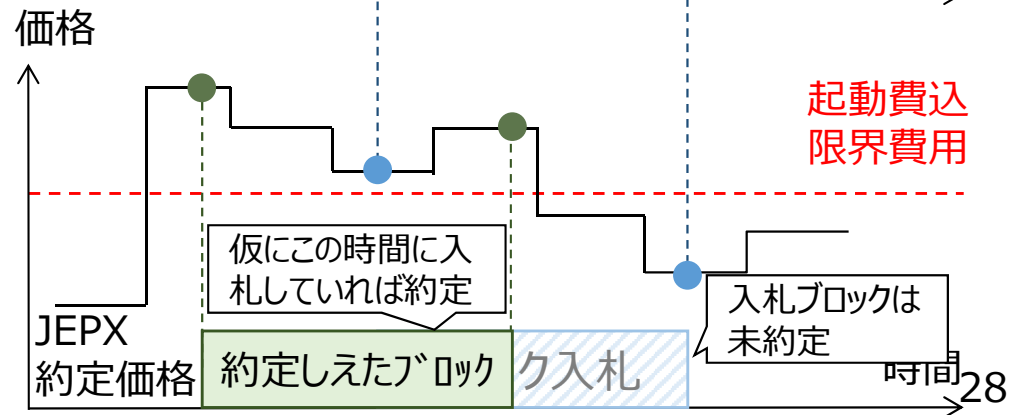 価格
起動費込
限界費用
仮にこの時間に入
札していれば約定
入札ブロックは
未約定
JEPX
約定価格
約定しえたブロック
ク入札
時間
28